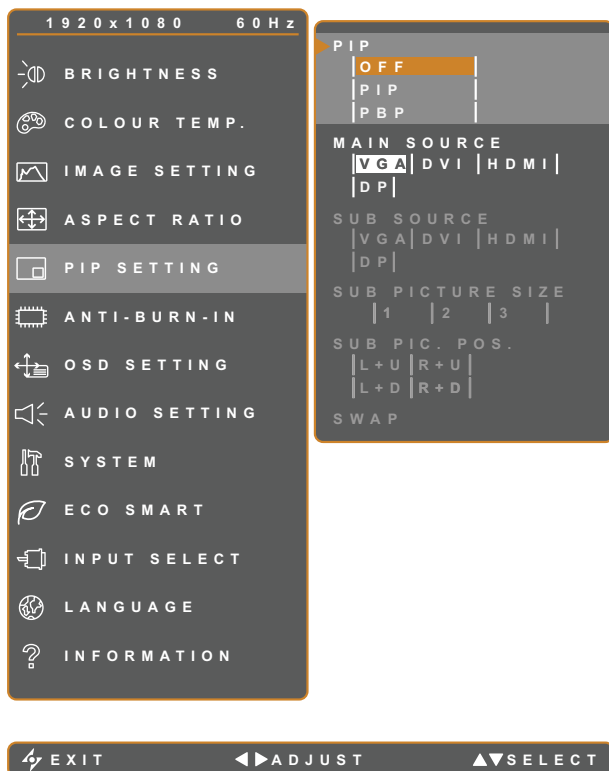 1920x1080 60Hz
BRIGHTNESS
COLOUR TEMP.
IMAGE SETTING
ASPECT RATIO
PIP SETTING
ANTI-BURN-IN
OSD SETTING
AUDIO SETTING
SYSTEM
ECO SMART
INPUT SELECT
LANGUAGE
INFORMATION
PIP
OFF
PIP
PBP
MAIN SOURCE
VGA DVI HDMI
DP
SUB SOURCE
VGA DVI HDMI
DP
SUB PICTURE SIZE
1 2 3
SUB PIC. POS.
L+U R+U
L+D R+D
SWAP
EXIT ADJUST SELECT